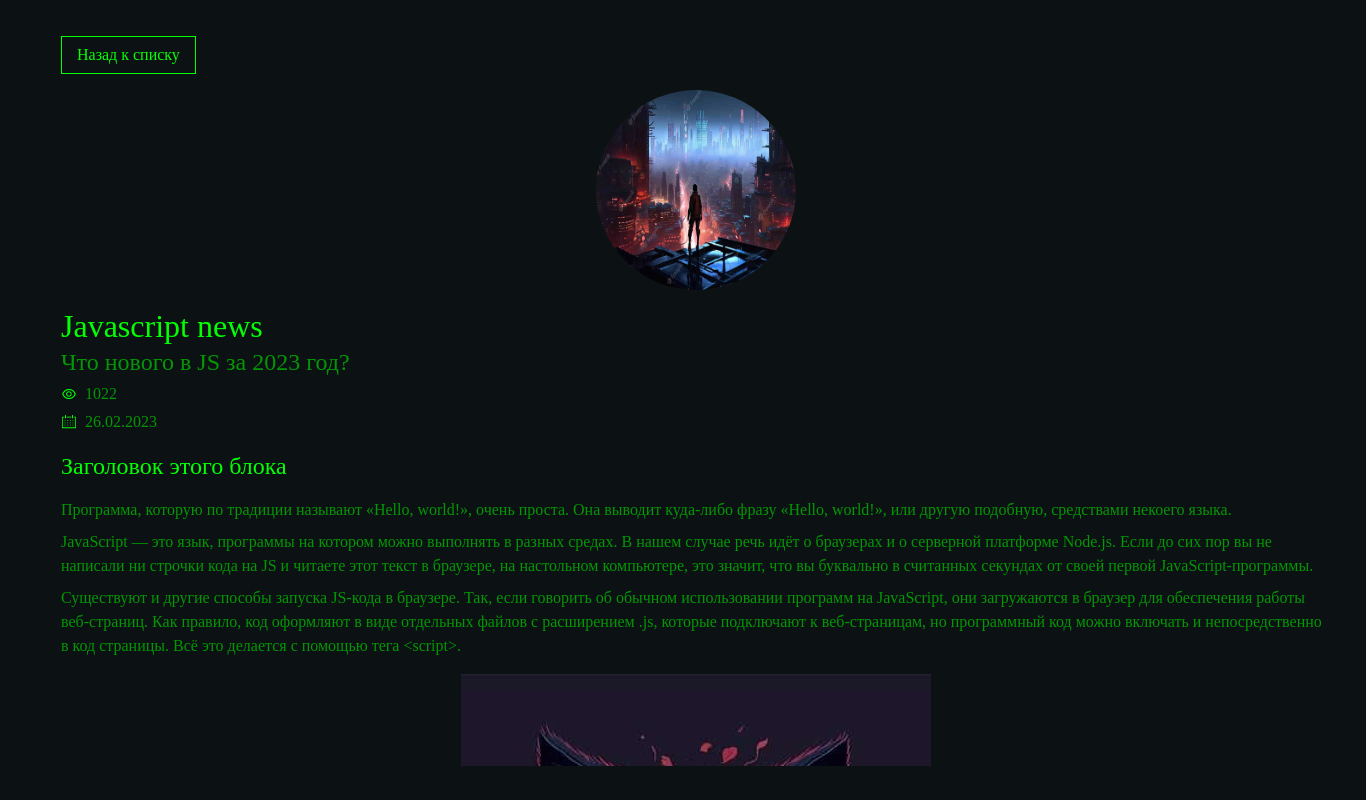 Назад к списку
Javascript news
Что нового в JS за 2023 год?
1022
26.02.2023
Заголовок этого блока
Программа, которую по традиции называют «Hello, world!», очень проста. Она выводит куда-либо фразу «Hello, world!», или другую подобную, средствами некоего языка.
JavaScript — это язык, программы на котором можно выполнять в разных средах. В нашем случае речь идёт о браузерах и о серверной платформе Node.js. Если до сих пор вы не
написали ни строчки кода на JS и читаете этот текст в браузере, на настольном компьютере, это значит, что вы буквально в считанных секундах от своей первой JavaScript-программы.
Существуют и другие способы запуска JS-кода в браузере. Так, если говорить об обычном использовании программ на JavaScript, они загружаются в браузер для обеспечения работы
веб-страниц. Как правило, код оформляют в виде отдельных файлов с расширением .js, которые подключают к веб-страницам, но программный код можно включать и непосредственно
в код страницы. Всё это делается с помощью тега <script>.